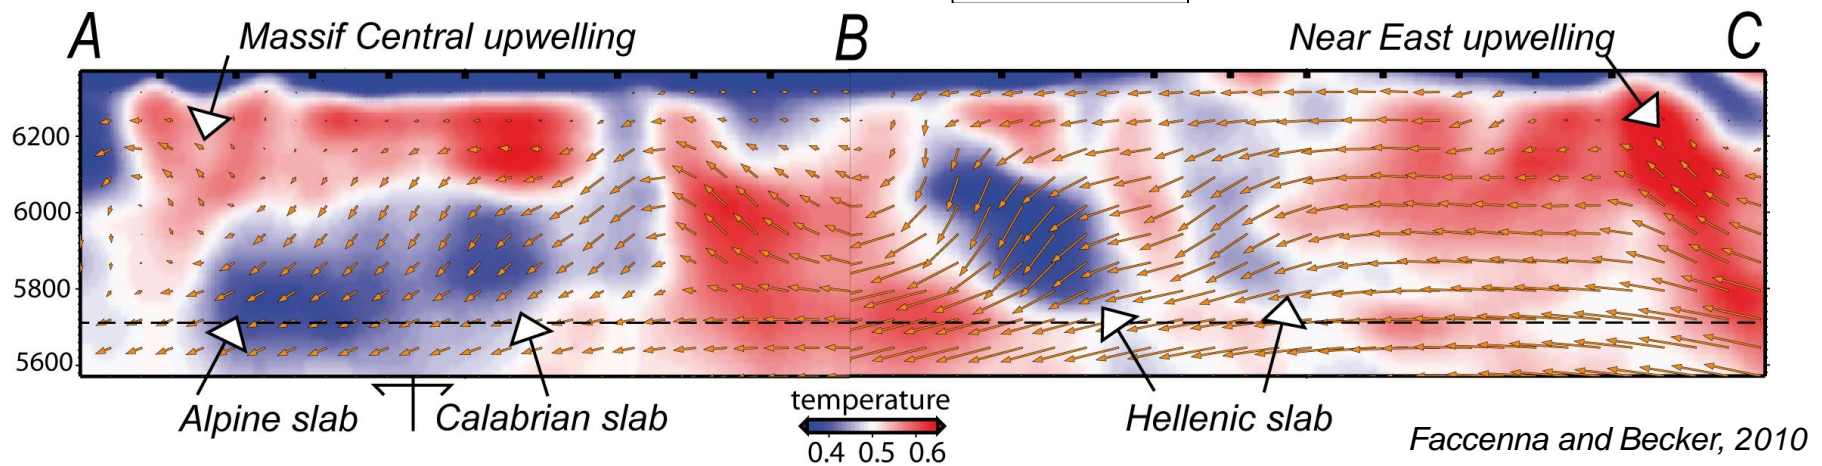 A
Massif Central upwelling
B
Near East upwelling
C
6200
6000
5800
5600
Alpine slab
Calabrian slab
temperature
0.4 0.5 0.6
Hellenic slab
Faccenna and Becker, 2010